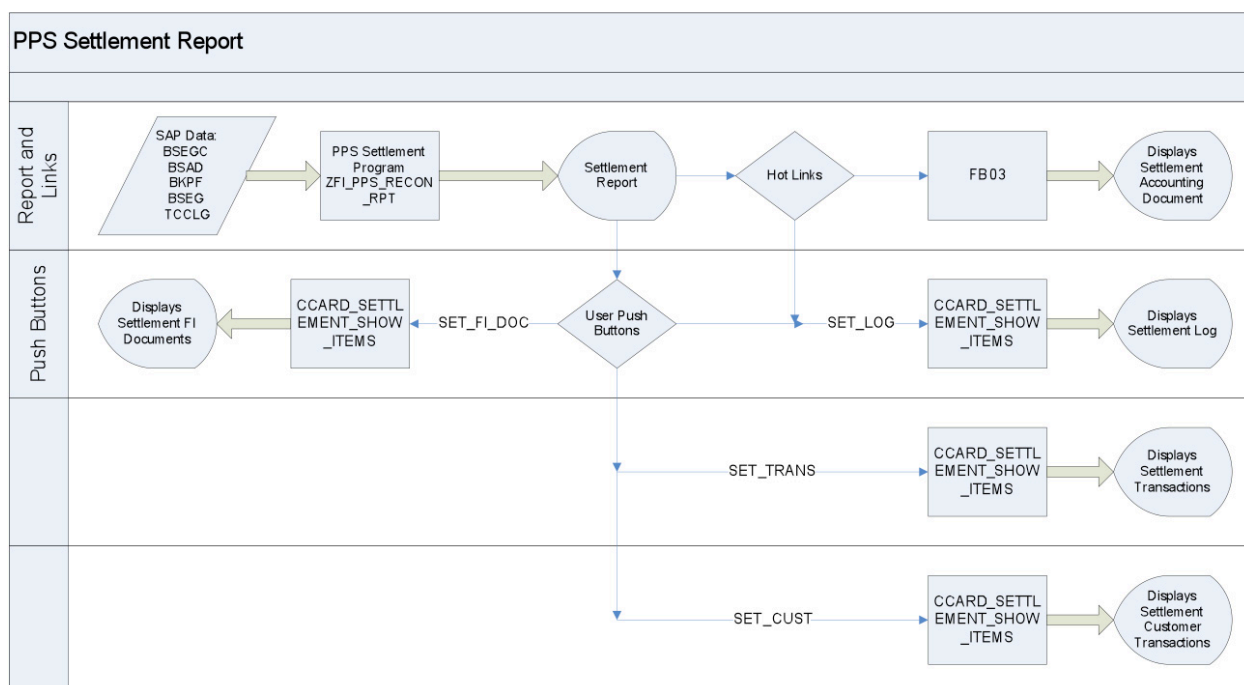 PPS Settlement Report
Report and
Links
SAP Data:
BSEGC
BSAD
BKPF
BSEG
TCCLG
PPS Settlement
Program
ZFI_PPS_RECON
_RPT
Settlement
Report
Hot Links
FB03
Displays
Settlement
Accounting
Document
Push Buttons
Displays
Settlement FI
Documents
CCARD_SETTL
EMENT_SHOW
_ITEMS
SET_FI_DOC
User Push
Buttons
SET_LOG
CCARD_SETTL
EMENT_SHOW
_ITEMS
Displays
Settlement Log
SET_TRANS
CCARD_SETTL
EMENT_SHOW
_ITEMS
Displays
Settlement
Transactions
SET_CUST
CCARD_SETTL
EMENT_SHOW
_ITEMS
Displays
Settlement
Customer
Transactions